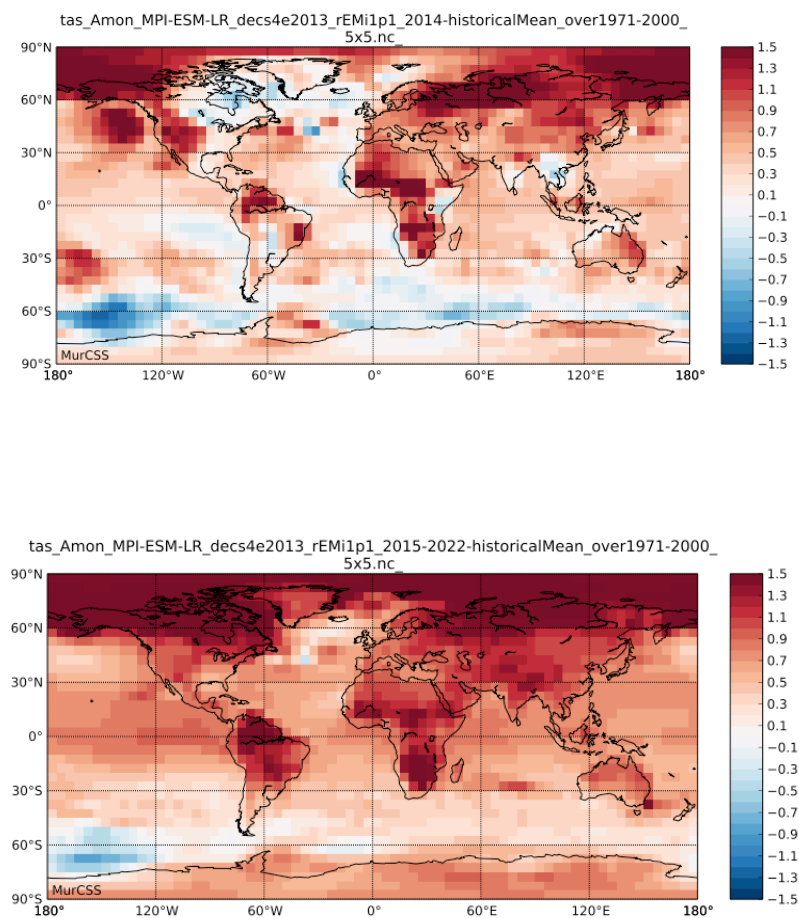 tas_Amon_MPI-ESM-LR_decs4e2013_rEMi1p1_2014-historicalMean_over1971-2000_
5x5.nc_
90°N
60°N
30°N
0°
30°S
60°S
90°S
MurCSS
180° 120°W 60°W 0° 60°E 120°E 180°
1.5
1.3
1.1
0.9
0.7
0.5
0.3
0.1
−0.1
−0.3
−0.5
−0.7
−0.9
−1.1
−1.3
−1.5
tas_Amon_MPI-ESM-LR_decs4e2013_rEMi1p1_2015-2022-historicalMean_over1971-2000_
5x5.nc_
90°N
60°N
30°N
0°
30°S
60°S
90°S
MurCSS
180° 120°W 60°W 0° 60°E 120°E 180°
1.5
1.3
1.1
0.9
0.7
0.5
0.3
0.1
−0.1
−0.3
−0.5
−0.7
−0.9
−1.1
−1.3
−1.5